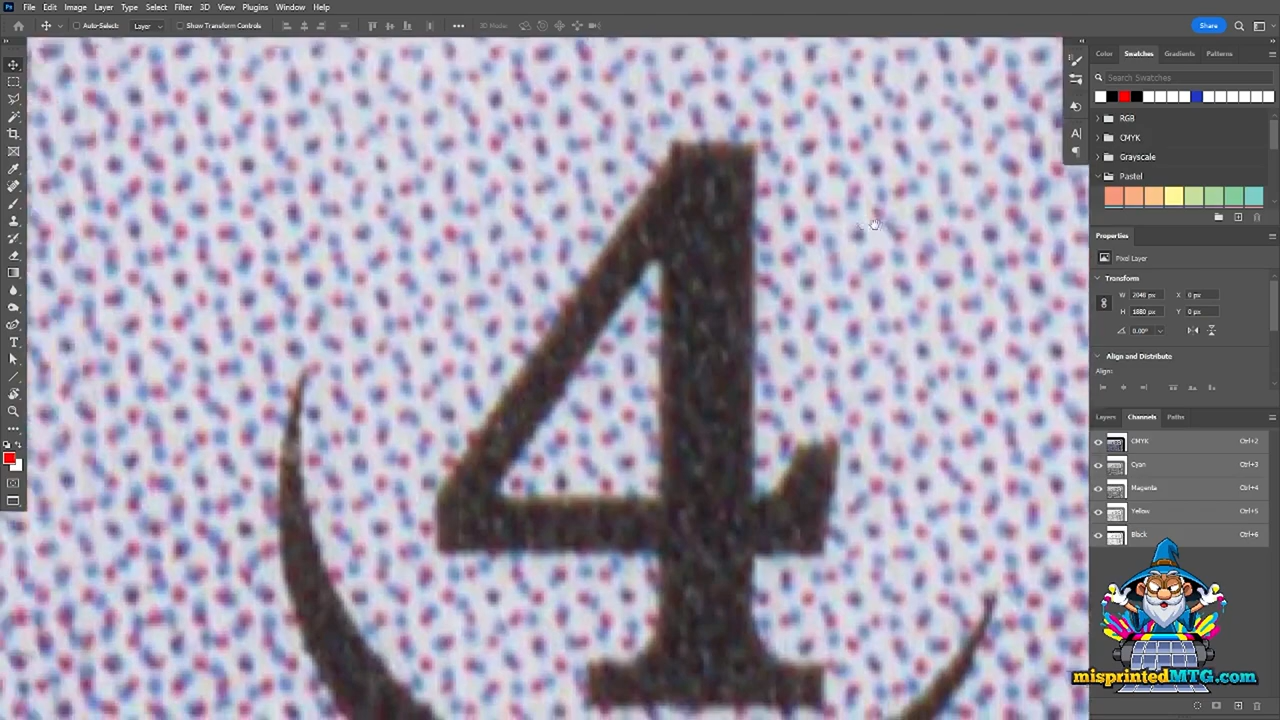 Ps File Edit Image Layer Type Select Filter 3D View Plugins Window Help
Auto-Select: Layer Show Transform Controls 3D Mode: Share
Color Swatches Gradients Patterns
Search Swatches
RGB
CMYK
Grayscale
Pastel
Properties
Pixel Layer
Transform
W 2048 px X 0 px
H 1880 px Y 0 px
0.00°
Align and Distribute
Align:
Layers Channels Paths
CMYK Ctrl+2
Cyan Ctrl+3
Magenta Ctrl+4
Yellow Ctrl+5
Black Ctrl+6
4
misprintedMTG.com